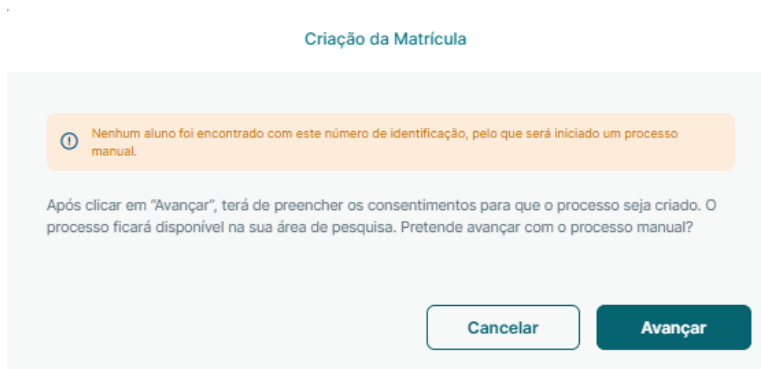 Criação da Matrícula
Nenhum aluno foi encontrado com este número de identificação, pelo que será iniciado um processo
manual.
Após clicar em "Avançar", terá de preencher os consentimentos para que o processo seja criado. O
processo ficará disponível na sua área de pesquisa. Pretende avançar com o processo manual?
Cancelar
Avançar